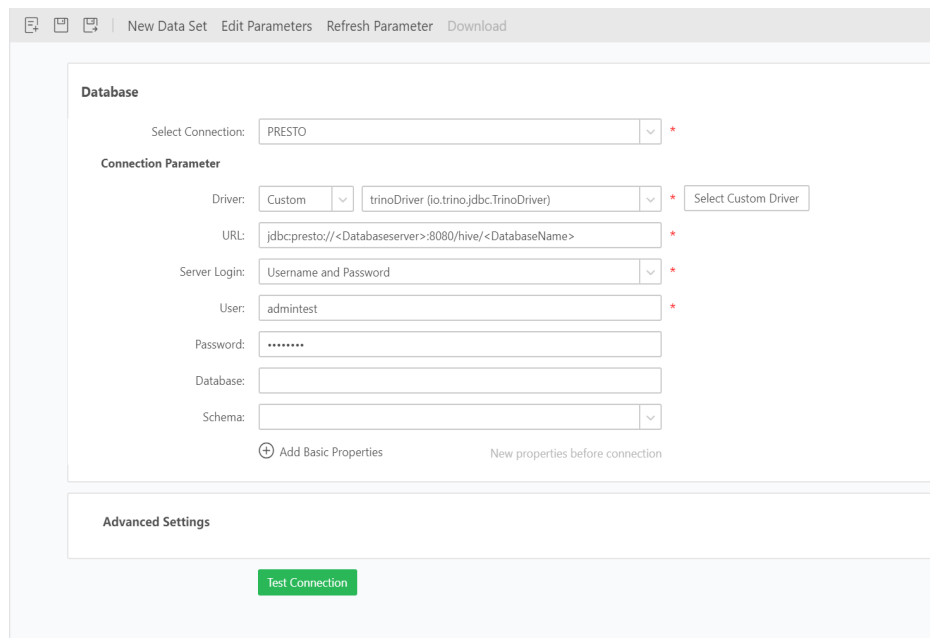 New Data Set Edit Parameters Refresh Parameter Download
Database
Select Connection: PRESTO *
Connection Parameter
Driver: Custom trinoDriver (io.trino.jdbc.TrinoDriver) * Select Custom Driver
URL: jdbc:presto://<Databaseserver>:8080/hive/<DatabaseName> *
Server Login: Username and Password *
User: admintest *
Password: ••••••••
Database:
Schema:
Add Basic Properties New properties before connection
Advanced Settings
Test Connection